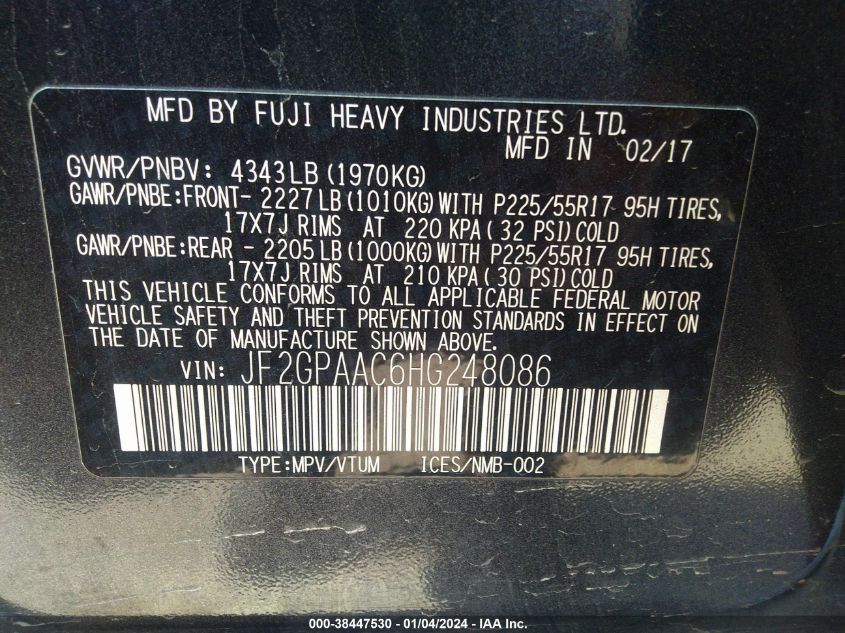 MFD BY FUJI HEAVY INDUSTRIES LTD.
MFD IN 02/17
GVWR/PNBV: 4343LB (1970KG)
GAWR/PNBE:FRONT- 2227LB (1010KG) WITH P225/55R17 95H TIRES,
17X7J RIMS AT 220 KPA( 32 PSI) COLD
GAWR/PNBE:REAR - 2205LB (1000KG) WITH P225/55R17 95H TIRES,
17X7J RIMS AT 210 KPA( 30 PSI) COLD
THIS VEHICLE CONFORMS TO ALL APPLICABLE FEDERAL MOTOR
VEHICLE SAFETY AND THEFT PREVENTION STANDARDS IN EFFECT ON
THE DATE OF MANUFACTURE SHOWN ABOVE.
VIN: JF2GPAAC6HG248086
TYPE:MPV/VTUM ICES/NMB-002
000-38447530 - 01/04/2024 - IAA Inc.